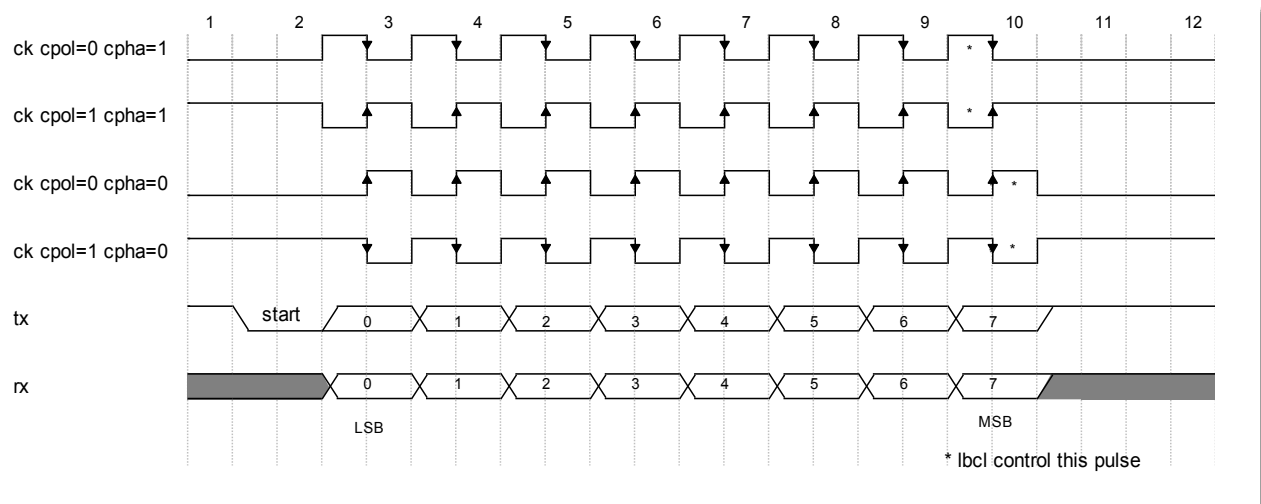 1 2 3 4 5 6 7 8 9 10 11 12
ck cpol=0 cpha=1 *
ck cpol=1 cpha=1 *
ck cpol=0 cpha=0 *
ck cpol=1 cpha=0 *
tx start 0 1 2 3 4 5 6 7
rx 0 1 2 3 4 5 6 7
LSB MSB
* lbcl control this pulse